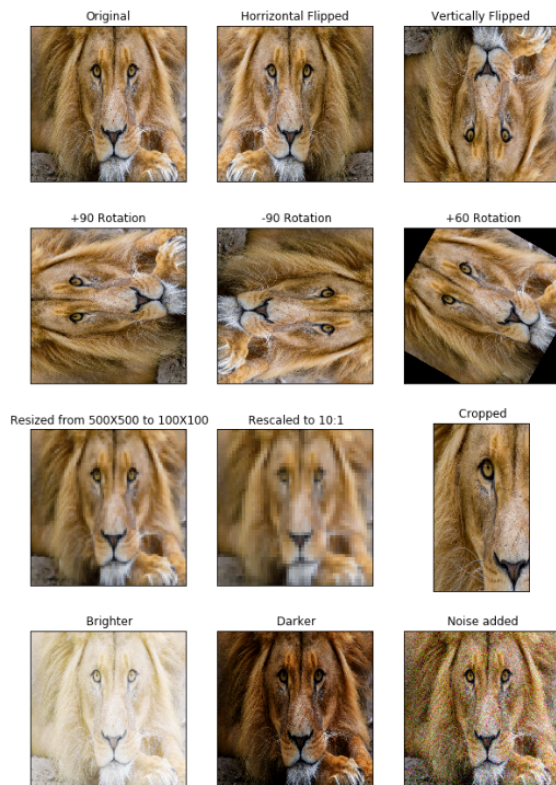 Original
Horrizontal Flipped
Vertically Flipped
+90 Rotation
-90 Rotation
+60 Rotation
Resized from 500X500 to 100X100
Rescaled to 10:1
Cropped
Brighter
Darker
Noise added